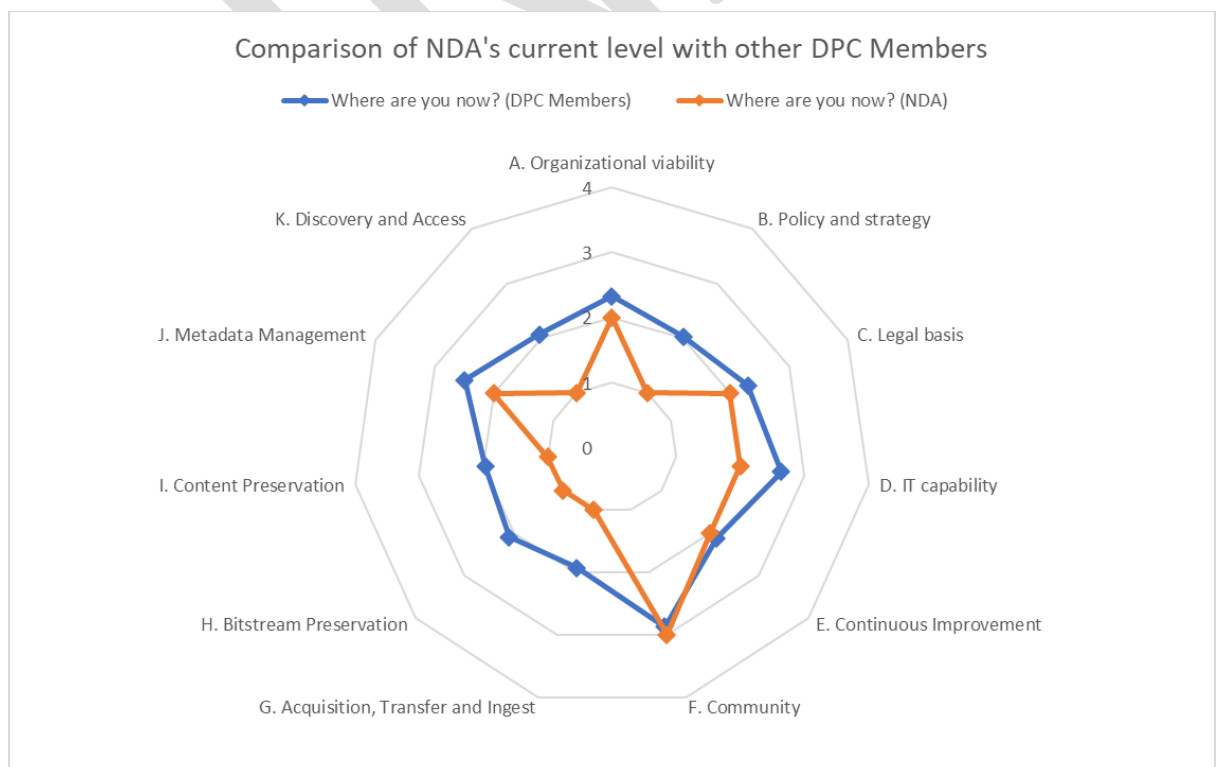 Comparison of NDA's current level with other DPC Members
Where are you now? (DPC Members) Where are you now? (NDA)
A. Organizational viability
4
K. Discovery and Access
B. Policy and strategy
3
J. Metadata Management
2
C. Legal basis
1
0
I. Content Preservation
D. IT capability
H. Bitstream Preservation
E. Continuous Improvement
G. Acquisition, Transfer and Ingest
F. Community